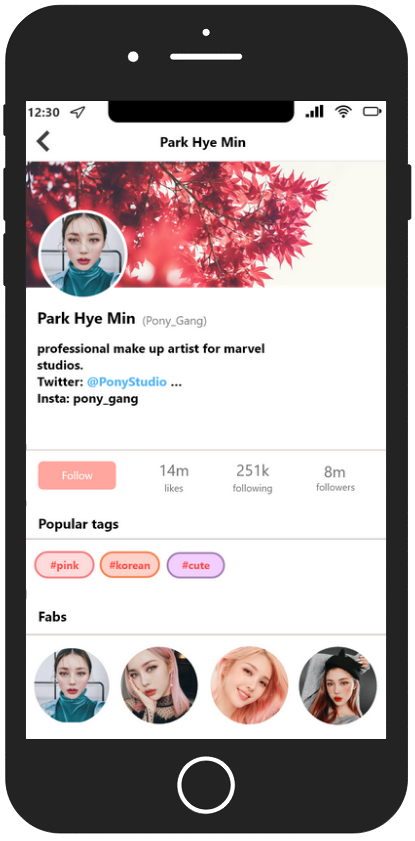 12:30
Park Hye Min
Park Hye Min (Pony_Gang)
professional make up artist for marvel
studios.
Twitter: @PonyStudio ...
Insta: pony_gang
Follow
14m
likes
251k
following
8m
followers
Popular tags
#pink #korean #cute
Fabs